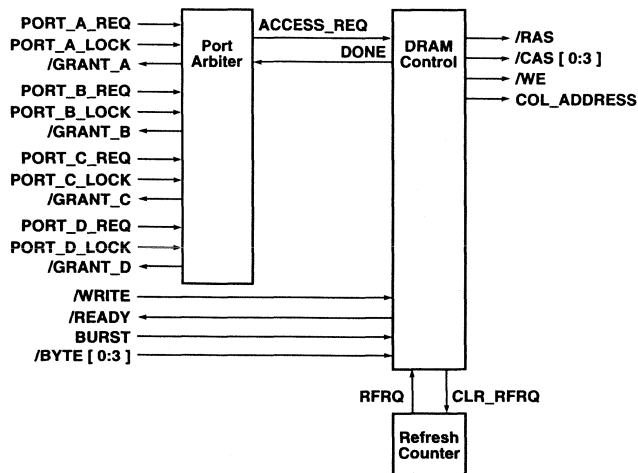 PORT_A_REQ
PORT_A_LOCK
/GRANT_A
PORT_B_REQ
PORT_B_LOCK
/GRANT_B
PORT_C_REQ
PORT_C_LOCK
/GRANT_C
PORT_D_REQ
PORT_D_LOCK
/GRANT_D
Port
Arbiter
ACCESS_REQ
DONE
DRAM
Control
/RAS
/CAS [ 0:3 ]
/WE
COL_ADDRESS
/WRITE
/READY
BURST
/BYTE [ 0:3 ]
RFRQ
CLR_RFRQ
Refresh
Counter